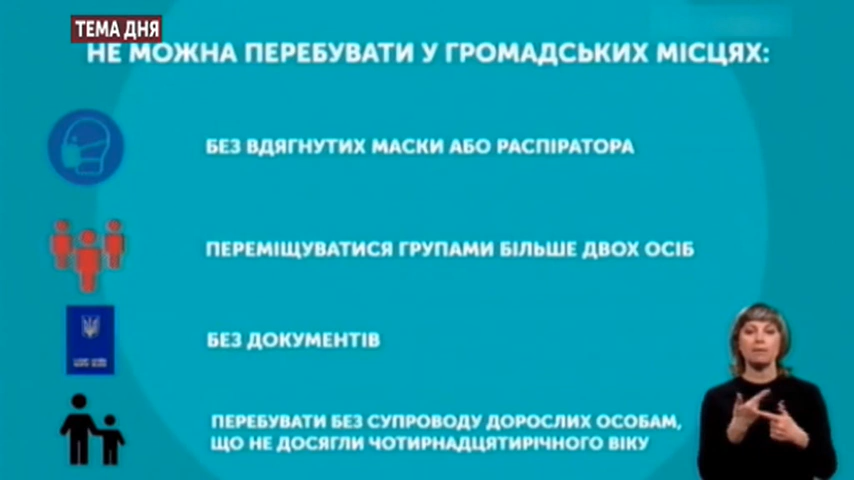 ТЕМА ДНЯ
НЕ МОЖНА ПЕРЕБУВАТИ У ГРОМАДСЬКИХ МІСЦЯХ:
БЕЗ ВДЯГНУТИХ МАСКИ АБО РАСПІРАТОРА
ПЕРЕМІЩУВАТИСЯ ГРУПАМИ БІЛЬШЕ ДВОХ ОСІБ
БЕЗ ДОКУМЕНТІВ
ПЕРЕБУВАТИ БЕЗ СУПРОВОДУ ДОРОСЛИХ ОСОБАМ,
ЩО НЕ ДОСЯГЛИ ЧОТИРНАДЦЯТИРІЧНОГО ВІКУ